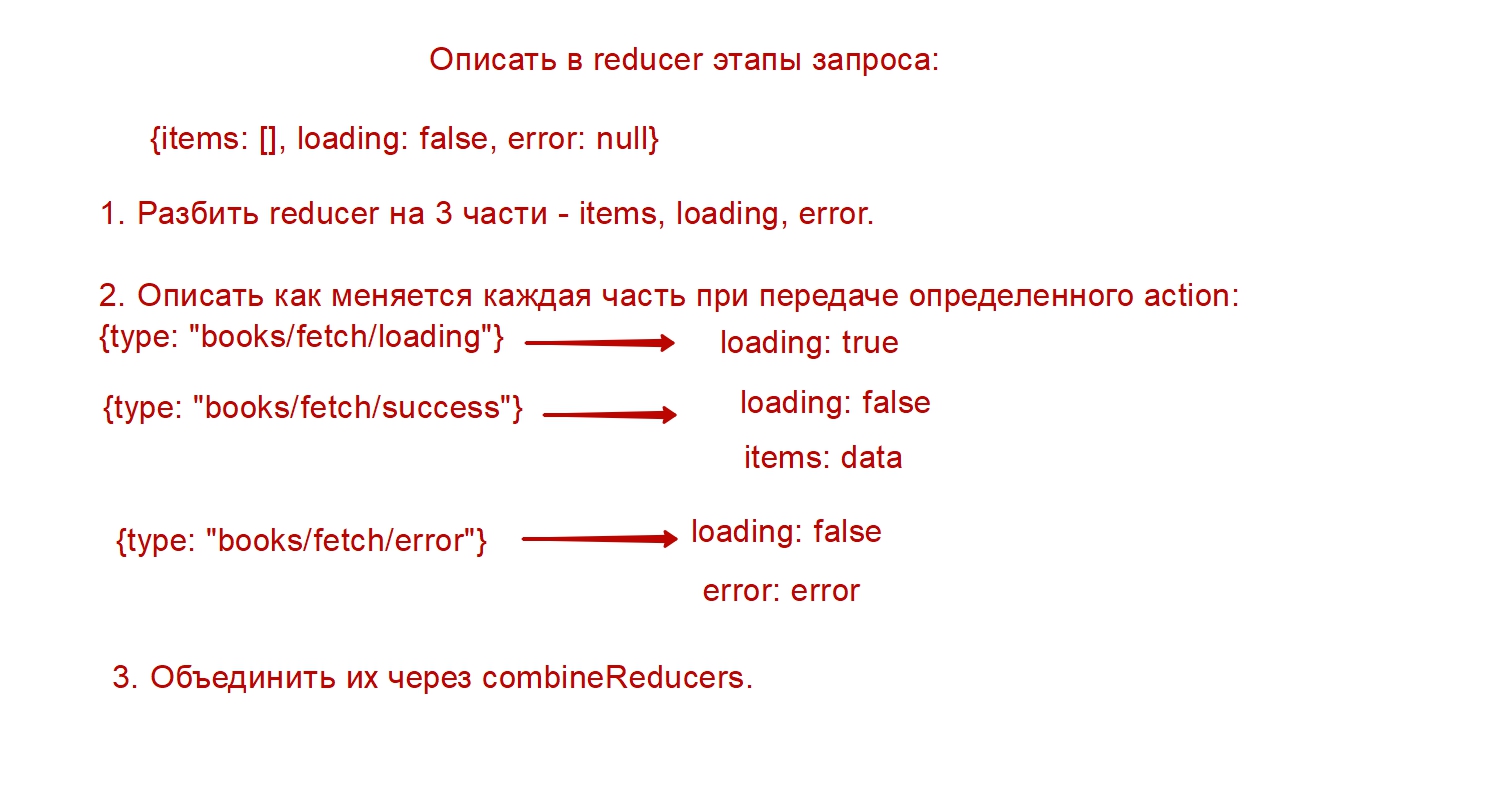 Описать в reducer этапы запроса:
{items: [], loading: false, error: null}
1. Разбить reducer на 3 части - items, loading, error.
2. Описать как меняется каждая часть при передаче определенного action:
{type: "books/fetch/loading"}
loading: true
{type: "books/fetch/success"}
loading: false
items: data
{type: "books/fetch/error"}
loading: false
error: error
3. Объединить их через combineReducers.